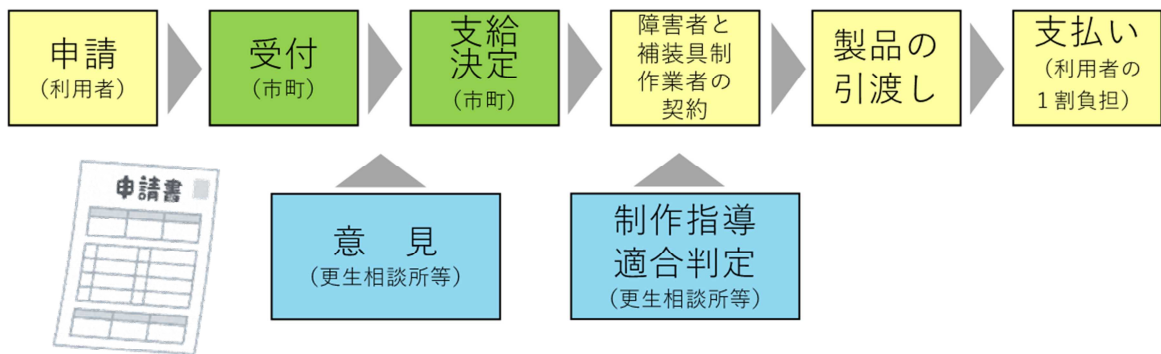 申請
（利用者）
受付
（市町）
支給
決定
（市町）
障害者と
補装具制
作業者の
契約
製品の
引渡し
支払い
（利用者の
１割負担）
申請書
意　見
（更生相談所等）
制作指導
適合判定
（更生相談所等）